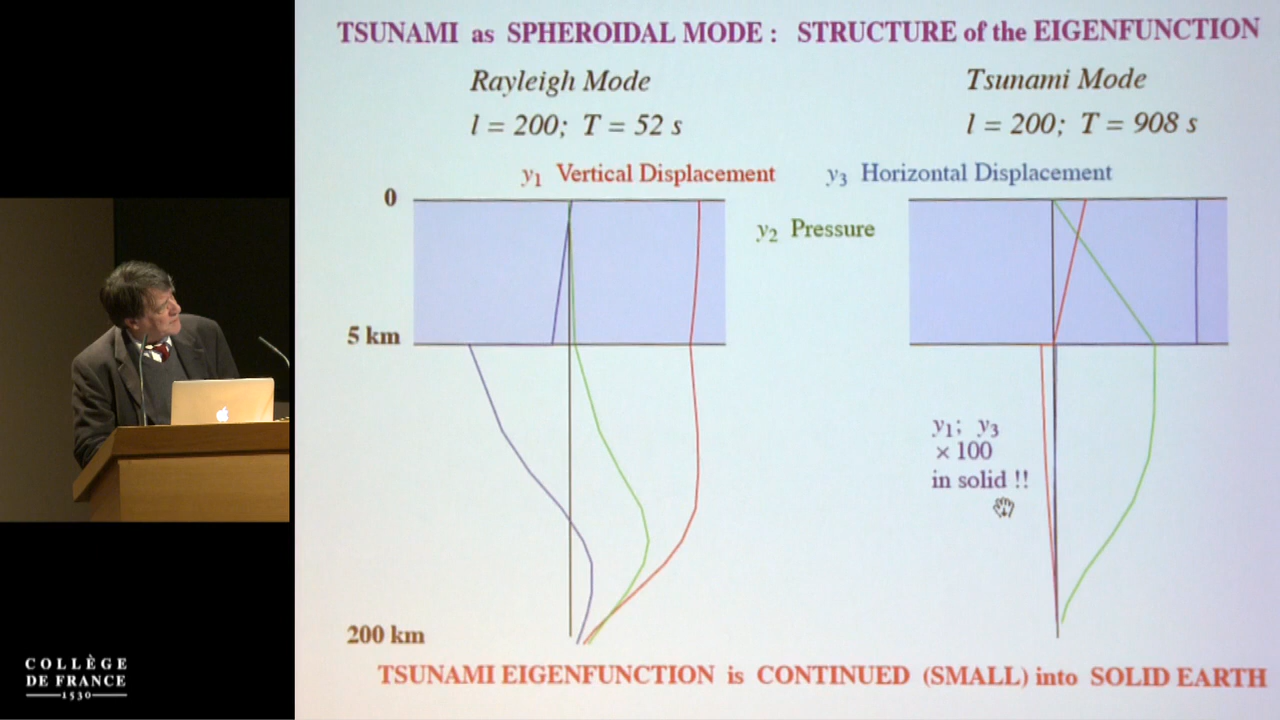 TSUNAMI as SPHEROIDAL MODE : STRUCTURE of the EIGENFUNCTION
Rayleigh Mode
l = 200; T = 52 s
Tsunami Mode
l = 200; T = 908 s
y1 Vertical Displacement
y3 Horizontal Displacement
0
y2 Pressure
5 km
y1; y3
× 100
in solid !!
200 km
TSUNAMI EIGENFUNCTION is CONTINUED (SMALL) into SOLID EARTH
COLLÈGE
DE FRANCE
1530